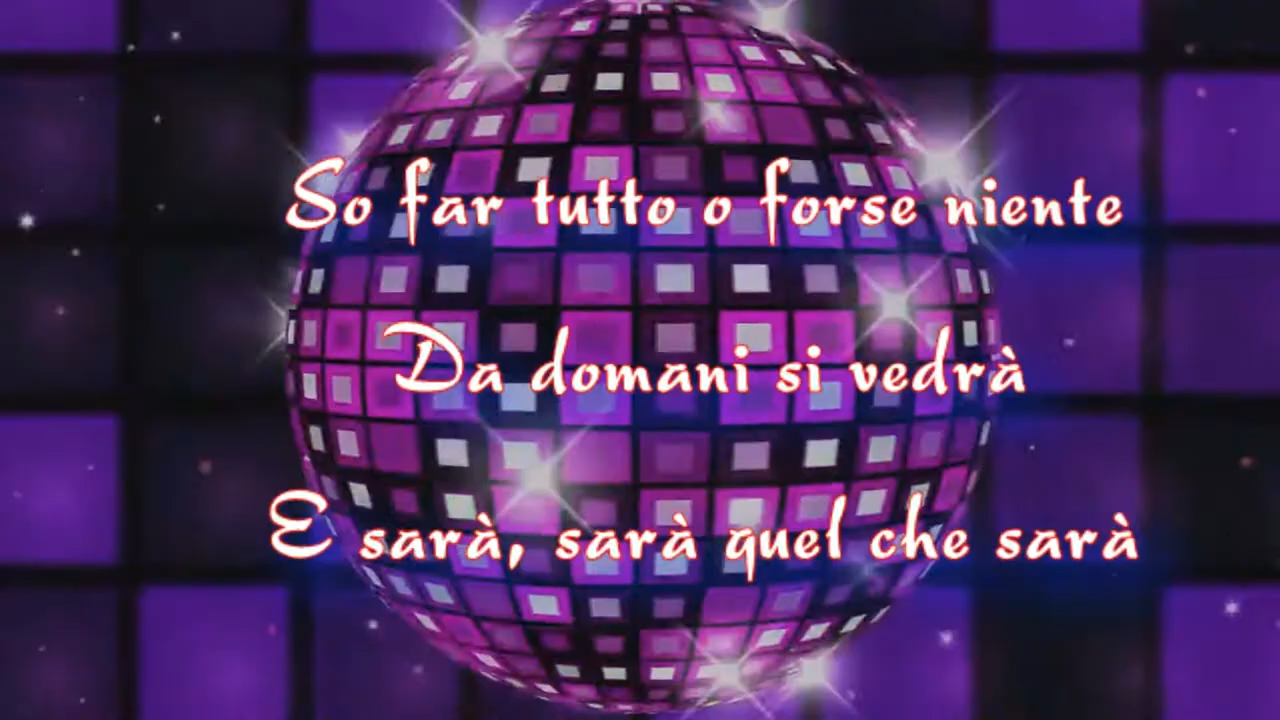 So far tutto o forse niente
Da domani si vedrà
E sarà, sarà quel che sarà